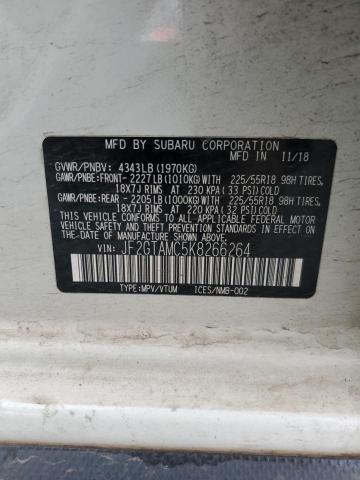 MFD. BY SUBARU CORPORATION
MFD IN 11/18
GVWR/PNBV: 4343LB(1970KG)
GAWR/PNBE:FRONT- 2227LB(1010KG)WITH 225/55R18 98H TIRES,
18X7J RIMS AT 230 KPA(33 PSI)COLD
GAWR/PNBE:REAR - 2205LB(1000KG)WITH 225/55R18 98H TIRES,
18X7J RIMS AT 220 KPA(32 PSI)COLD
THIS VEHICLE CONFORMS TO ALL APPLICABLE FEDERAL MOTOR
VEHICLE SAFETY, BUMPER, AND THEFT PREVENTION STANDARDS IN EFFECT ON
THE DATE OF MANUFACTURE SHOWN ABOVE.
VIN: JF2GTAMC5K8266264
TYPE:MPV/VTUM ICES/NMB-002